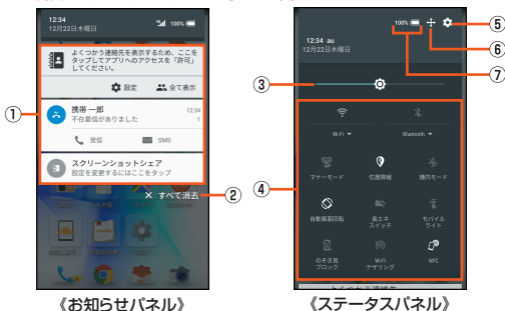 12:34
12月22日木曜日
100%
よくつかう連絡先を表示するため、ここを
タップしてアプリへのアクセスを「許可」
してください。
設定
全て表示
①
携帯 一郎
12:34
不在着信がありました
1
発信
SMS
スクリーンショットシェア
設定を変更するにはここをタップ
× すべて消去
②
《お知らせパネル》
100%
⑤
12:34 au
12月22日木曜日
⑥
⑦
③
Wi-Fi
Bluetooth
マナーモード
位置情報
機内モード
④
自動画面回転
長エネ
スイッチ
モバイル
ライト
のぞき見
ブロック
Wi-Fi
テザリング
NFC
《ステータスパネル》